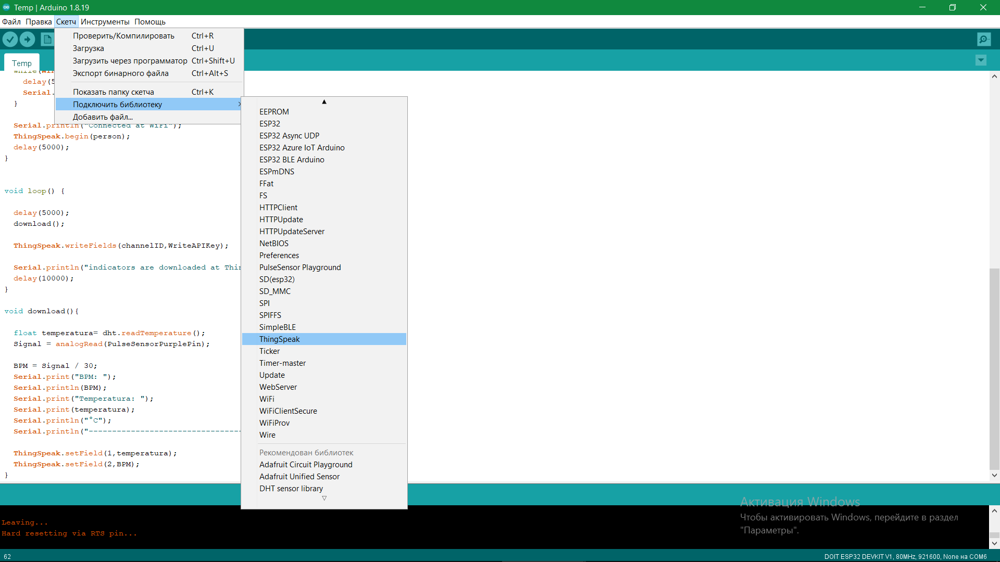 Temp | Arduino 1.8.19
Файл Правка Скетч Инструменты Помощь
Проверить/Компилировать Ctrl+R
Загрузка Ctrl+U
Загрузить через программатор Ctrl+Shift+U
Экспорт бинарного файла Ctrl+Alt+S
Показать папку скетча Ctrl+K
Подключить библиотеку
Добавить файл...
Temp
delay(5
Serial.
}
Serial.println("Connected at WiFi");
ThingSpeak.begin(person);
delay(5000);
}
void loop() {
delay(5000);
download();
ThingSpeak.writeFields(channelID,WriteAPIKey);
Serial.println("indicators are downloaded at Thin
delay(10000);
}
void download(){
float temperatura= dht.readTemperature();
Signal = analogRead(PulseSensorPurplePin);
BPM = Signal / 30;
Serial.print("BPM: ");
Serial.println(BPM);
Serial.print("Temperatura: ");
Serial.print(temperatura);
Serial.println("°C");
Serial.println("---------------------------------
ThingSpeak.setField(1,temperatura);
ThingSpeak.setField(2,BPM);
}
EEPROM
ESP32
ESP32 Async UDP
ESP32 Azure IoT Arduino
ESP32 BLE Arduino
ESPmDNS
FFat
FS
HTTPClient
HTTPUpdate
HTTPUpdateServer
NetBIOS
Preferences
PulseSensor Playground
SD(esp32)
SD_MMC
SPI
SPIFFS
SimpleBLE
ThingSpeak
Ticker
Timer-master
Update
WebServer
WiFi
WiFiClientSecure
WiFiProv
Wire
Рекомендован библиотек
Adafruit Circuit Playground
Adafruit Unified Sensor
DHT sensor library
Активация Windows
Чтобы активировать Windows, перейдите в раздел
"Параметры".
Leaving...
Hard resetting via RTS pin...
62
DOIT ESP32 DEVKIT V1, 80MHz, 921600, None на COM6